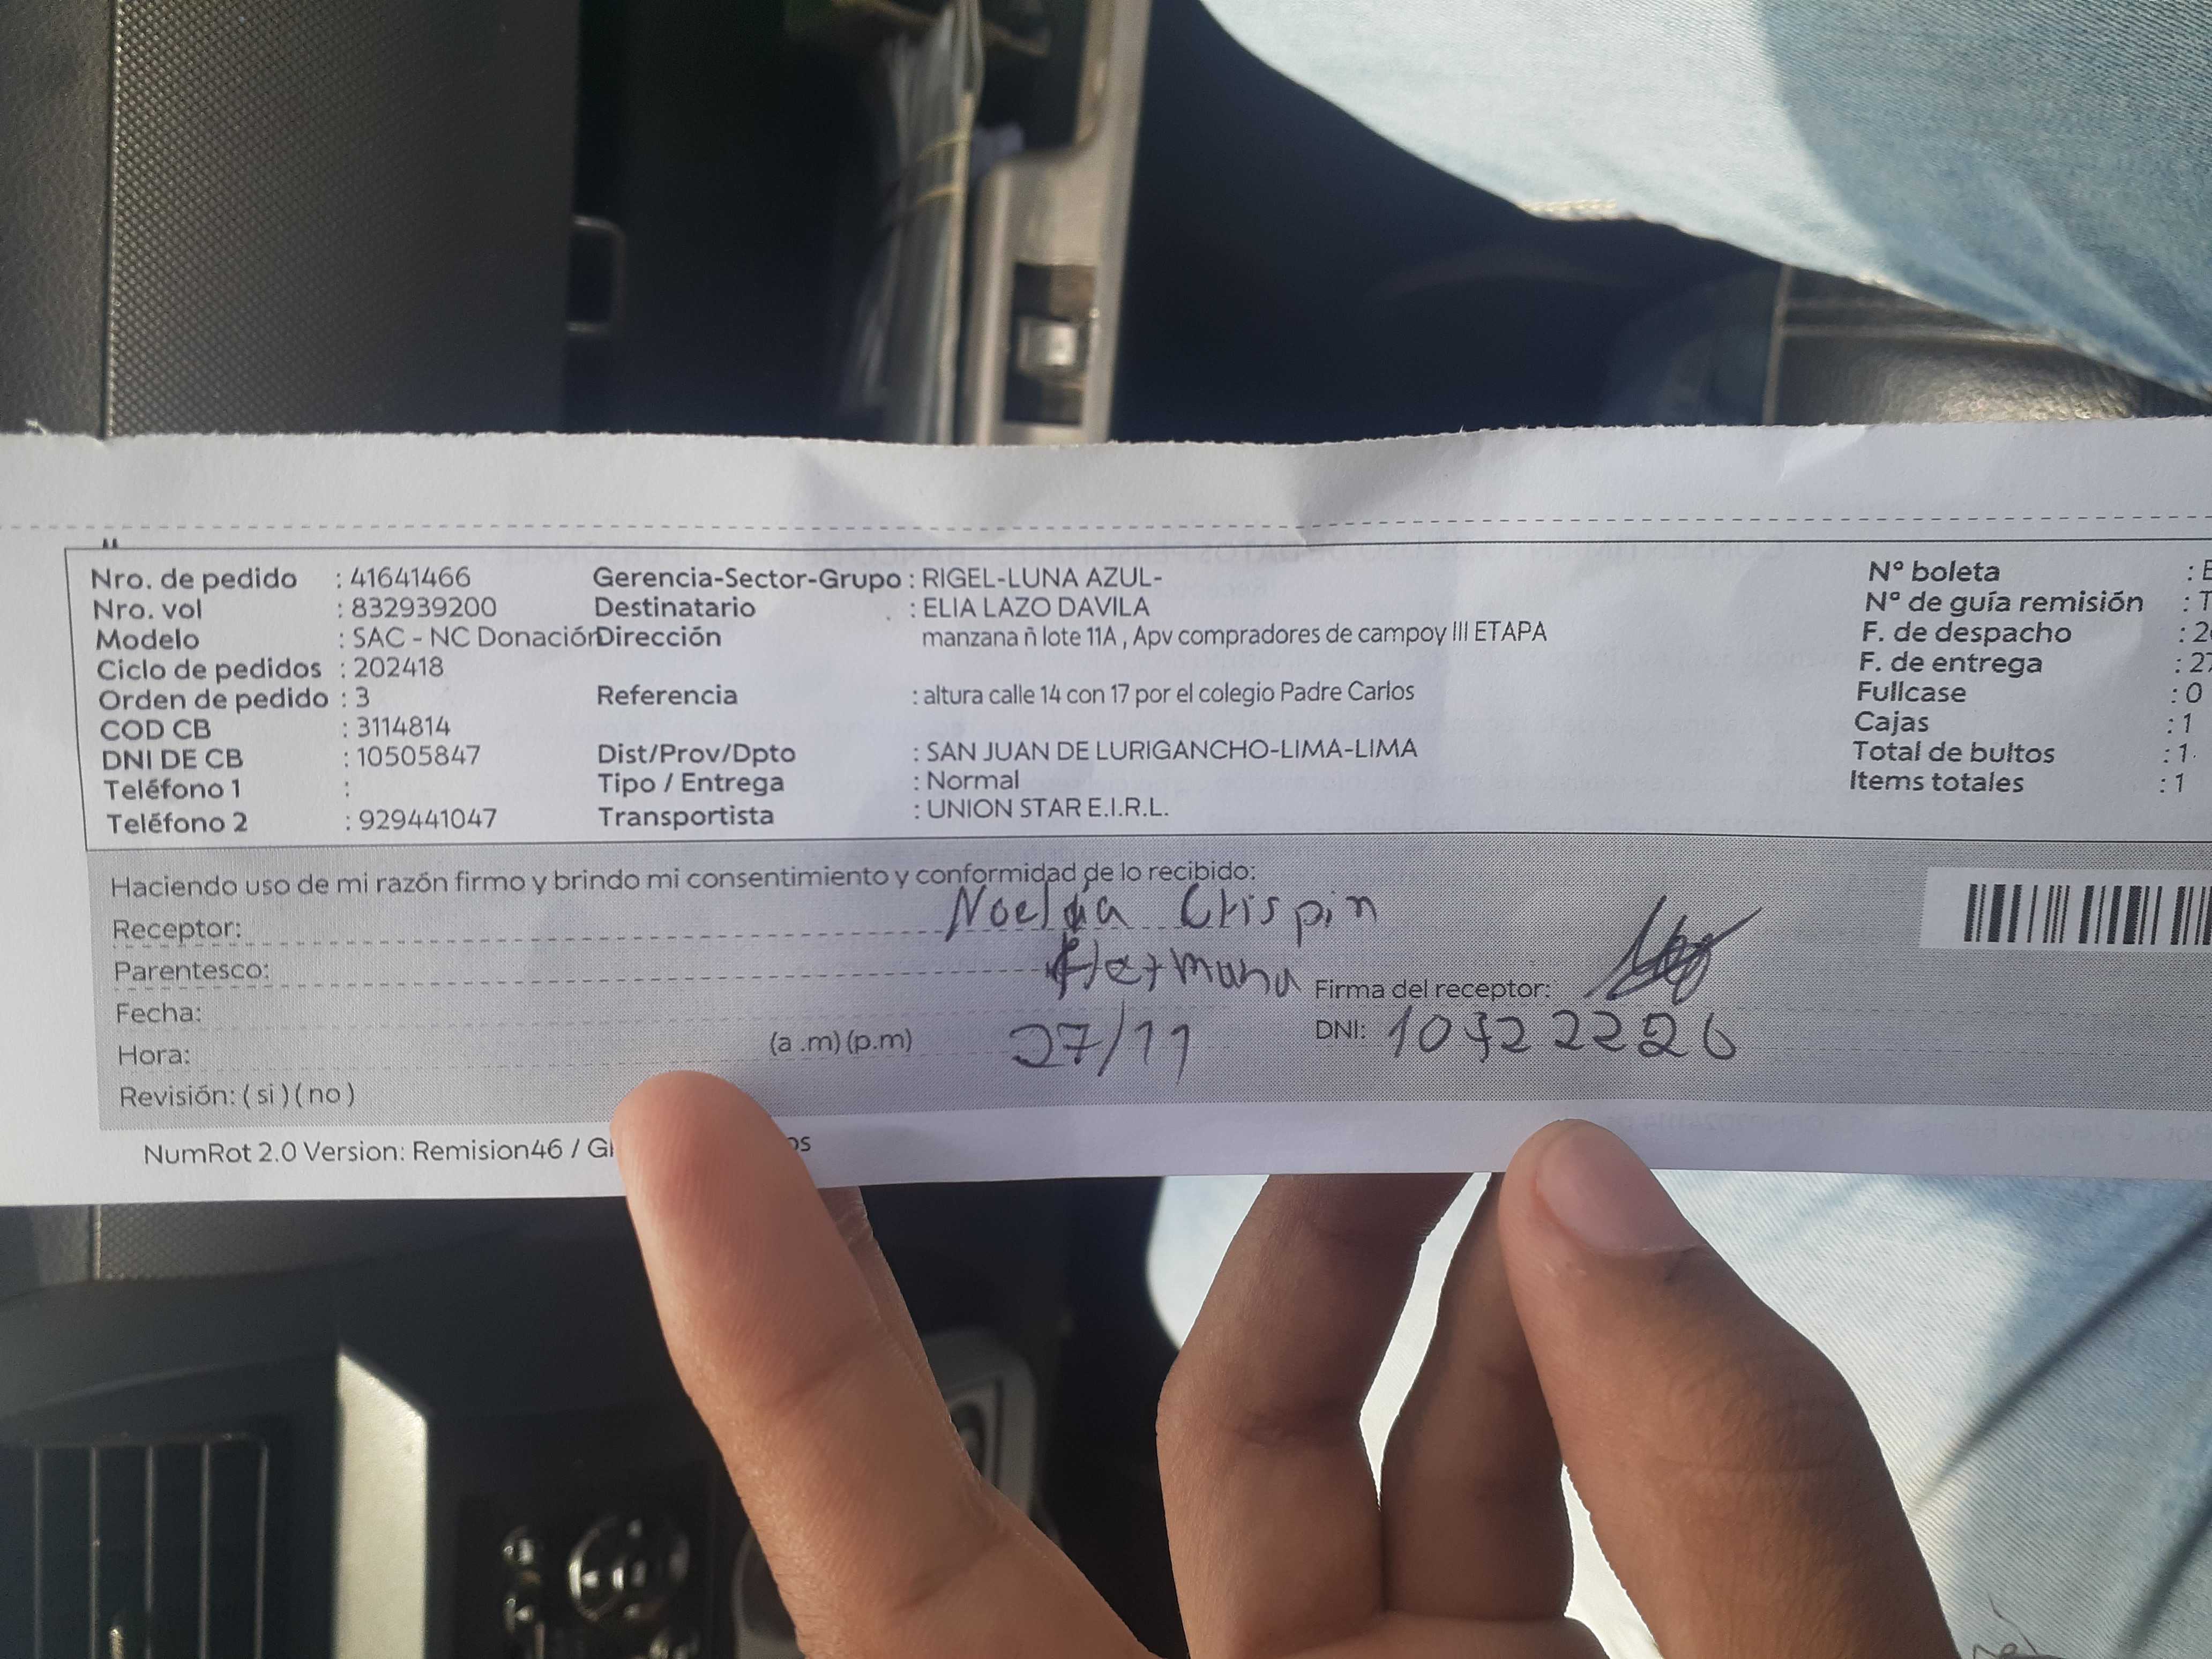 Nro. de pedido : 41641466 Gerencia-Sector-Grupo : RIGEL-LUNA AZUL- Nº boleta :
Nro. vol : 832939200 Destinatario : ELIA LAZO DAVILA Nº de guía remisión : T
Modelo : SAC - NC Donación Dirección manzana ñ lote 11A , Apv compradores de campoy III ETAPA F. de despacho : 2
Ciclo de pedidos : 202418 F. de entrega : 27
Orden de pedido : 3 Referencia : altura calle 14 con 17 por el colegio Padre Carlos Fullcase : 0
COD CB : 3114814 Cajas : 1
DNI DE CB : 10505847 Dist/Prov/Dpto : SAN JUAN DE LURIGANCHO-LIMA-LIMA Total de bultos : 1
Teléfono 1 : Tipo / Entrega : Normal Items totales : 1
Teléfono 2 : 929441047 Transportista : UNION STAR E.I.R.L.
Haciendo uso de mi razón firmo y brindo mi consentimiento y conformidad de lo recibido:
Receptor: Noelia Crispin
Parentesco: Hermana Firma del receptor:
Fecha: 27/11 DNI:
Hora: (a .m) (p.m)
Revisión: ( si ) ( no )
NumRot 2.0 Version: Remision46 /